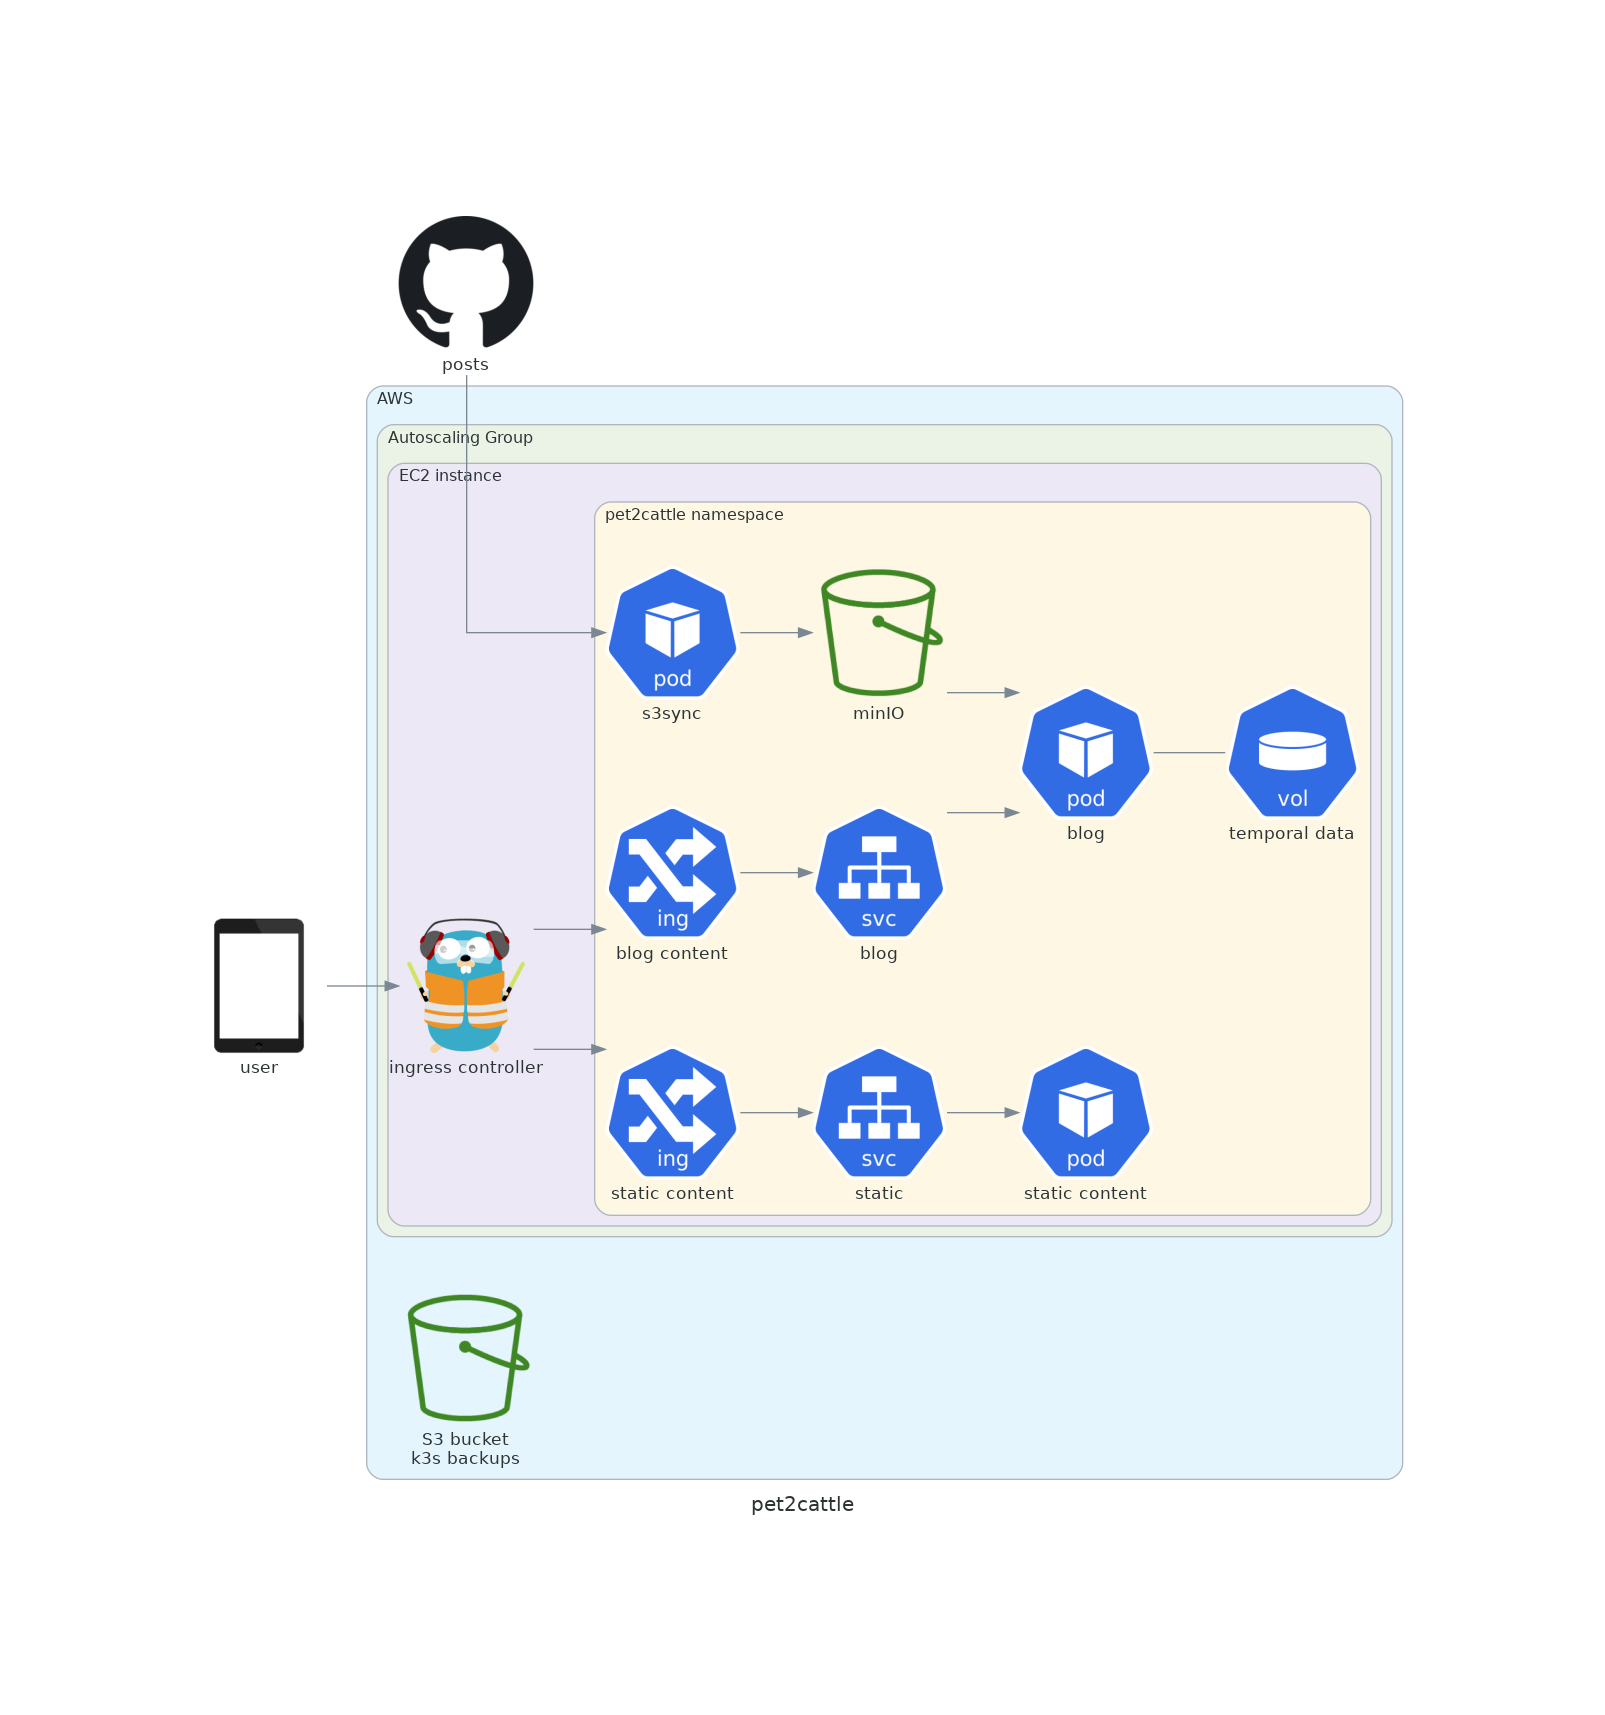 posts
AWS
Autoscaling Group
EC2 instance
pet2cattle namespace
pod
s3sync
minIO
pod
blog
vol
temporal data
ing
blog content
svc
blog
user
ingress controller
ing
static content
svc
static
pod
static content
S3 bucket
k3s backups
pet2cattle